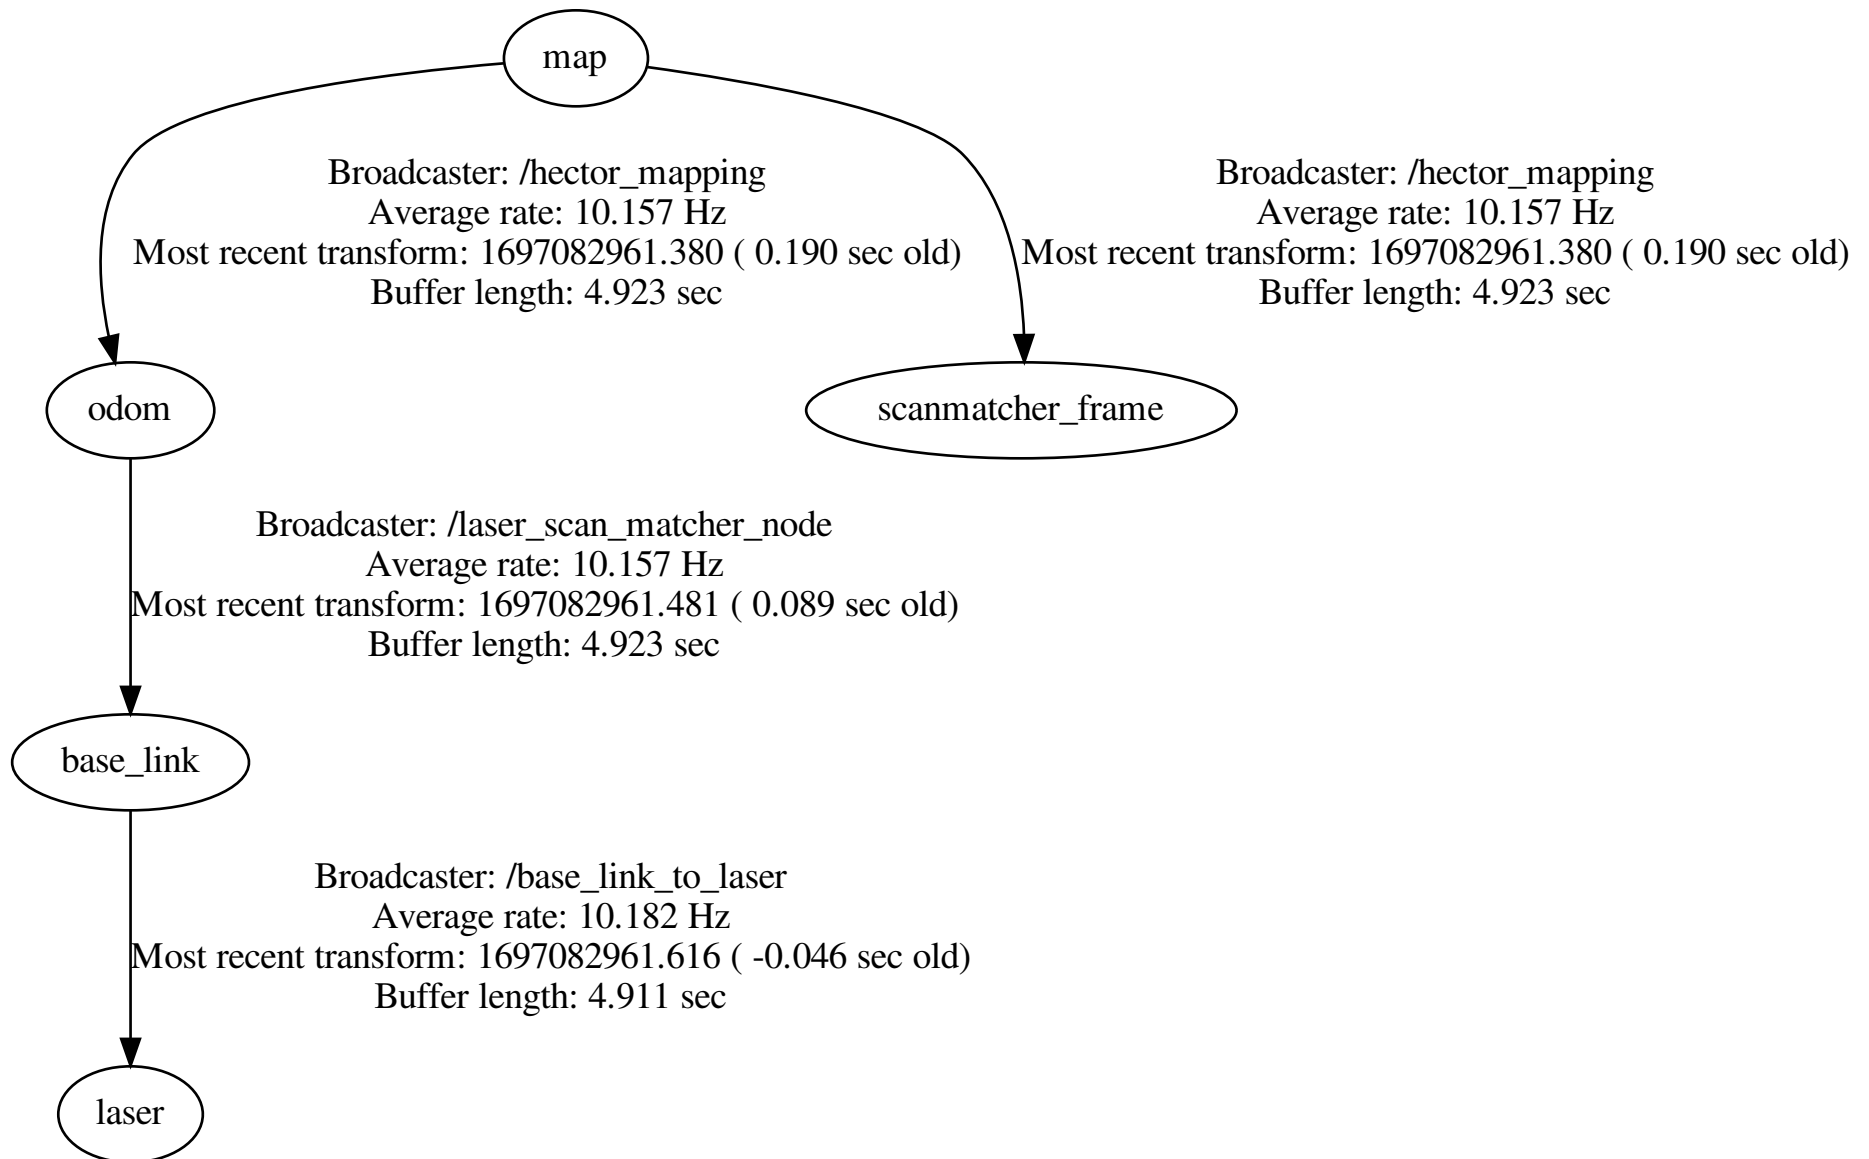 map
Broadcaster: /hector_mapping
Average rate: 10.157 Hz
Most recent transform: 1697082961.380 ( 0.190 sec old)
Buffer length: 4.923 sec
Broadcaster: /hector_mapping
Average rate: 10.157 Hz
Most recent transform: 1697082961.380 ( 0.190 sec old)
Buffer length: 4.923 sec
odom
scanmatcher_frame
Broadcaster: /laser_scan_matcher_node
Average rate: 10.157 Hz
Most recent transform: 1697082961.481 ( 0.089 sec old)
Buffer length: 4.923 sec
base_link
Broadcaster: /base_link_to_laser
Average rate: 10.182 Hz
Most recent transform: 1697082961.616 ( -0.046 sec old)
Buffer length: 4.911 sec
laser